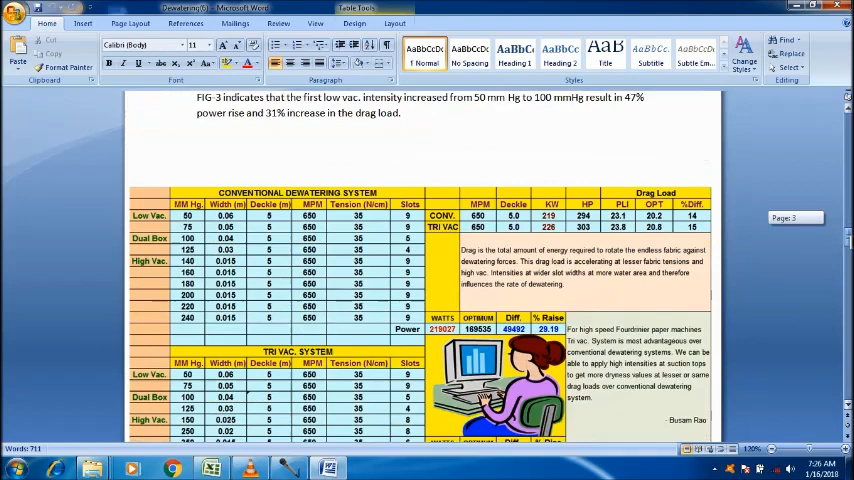 Dewatering(6) - Microsoft Word
Table Tools
Home Insert Page Layout References Mailings Review View Design Layout
Paste
Cut
Copy
Format Painter
Clipboard
Calibri (Body) 11
Font
Paragraph
AaBbCcDc AaBbCcDc AaBbC AaBbCc AaB AaBbCc. AaBbCcD
1 Normal No Spacing Heading 1 Heading 2 Title Subtitle Subtle Em...
Change Styles
Styles
Find
Replace
Select
Editing
FIG-3 indicates that the first low vac. intensity increased from 50 mm Hg to 100 mmHg result in 47%
power rise and 31% increase in the drag load.
Page: 3
CONVENTIONAL DEWATERING SYSTEM
MM Hg. Width (m) Deckle (m) MPM Tension (N/cm) Slots
Low Vac. 50 0.06 5 650 35 9
75 0.05 5 650 35 9
Dual Box 100 0.04 5 650 35 5
125 0.03 5 650 35 4
High Vac. 140 0.015 5 650 35 9
160 0.015 5 650 35 9
180 0.015 5 650 35 9
200 0.015 5 650 35 9
220 0.015 5 650 35 9
240 0.015 5 650 35 9
Power
Drag Load
MPM Deckle KW HP PLI OPT %Diff.
CONV. 650 5.0 219 294 23.1 20.2 14
TRI VAC 650 5.0 226 303 23.8 20.8 15
Drag is the total amount of energy required to rotate the endless fabric against
dewatering forces. This drag load is accelerating at lesser fabric tensions and
high vac. Intensities at wider slot widths at more water area and therefore
influences the rate of dewatering.
WATTS OPTIMUM Diff. % Raise
219027 169535 49492 29.19
For high speed Fourdrinier paper machines
Tri vac. System is most advantageous over
conventional dewatering systems. We can be
able to apply high intensities at suction tops
to get more dryness values at lesser or same
drag loads over conventional dewatering
system.
- Busam Rao
TRI VAC. SYSTEM
MM Hg. Width (m) Deckle (m) MPM Tension (N/cm) Slots
Low Vac. 50 0.06 5 650 35 9
75 0.05 5 650 35 9
Dual Box 100 0.04 5 650 35 5
125 0.03 5 650 35 4
High Vac. 150 0.025 5 650 35 8
250 0.02 5 650 35 8
Words: 711
120%
7:26 AM
1/16/2018